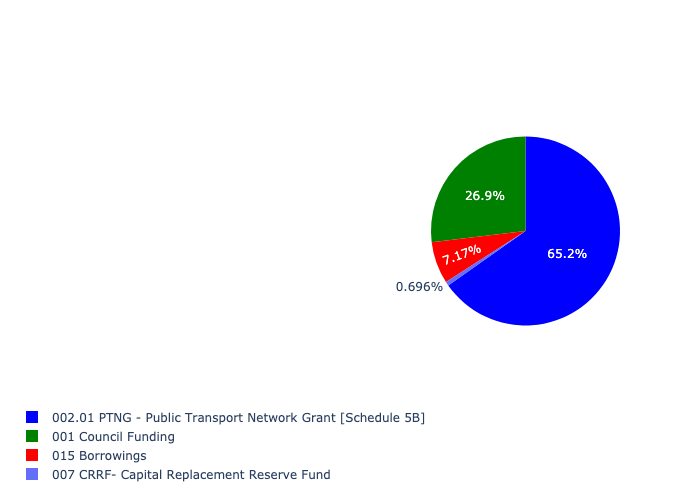 26.9%
65.2%
7.17%
0.696%
002.01 PTNG - Public Transport Network Grant [Schedule 5B]
001 Council Funding
015 Borrowings
007 CRRF- Capital Replacement Reserve Fund